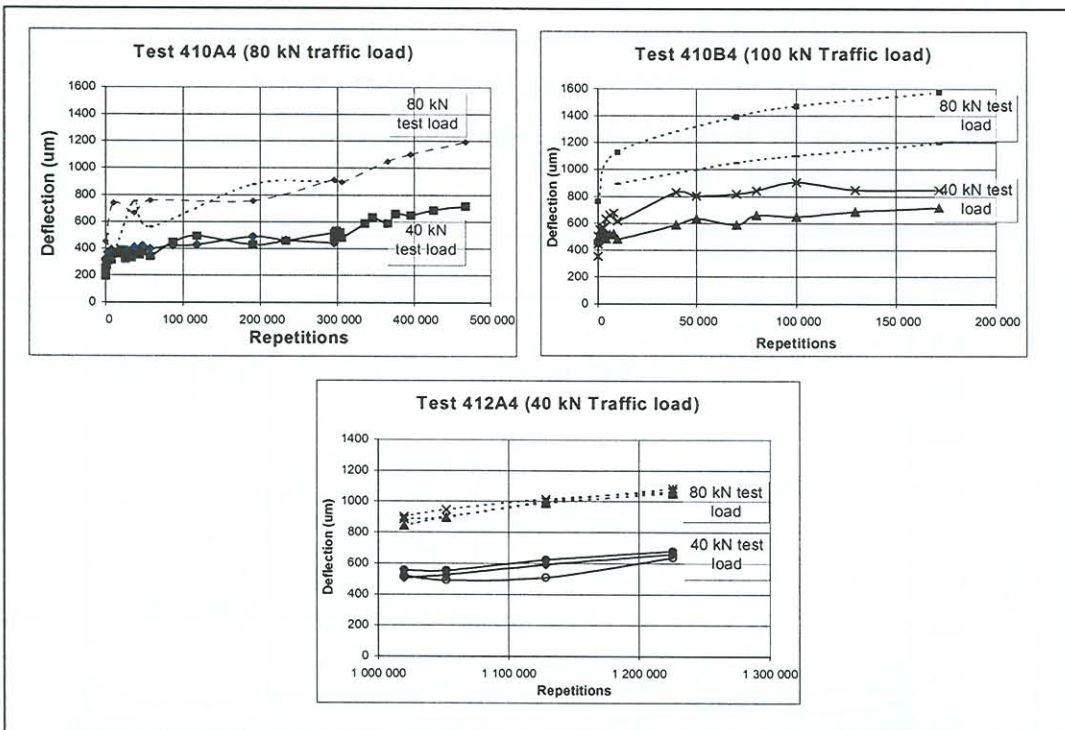 Test 410A4 (80 kN traffic load)
1600
1400
1200
1000
800
600
400
200
0
Deflection (um)
80 kN
test load
40 kN
test load
0
100 000
200 000
300 000
400 000
500 000
Repetitions
Test 410B4 (100 kN Traffic load)
1600
1400
1200
1000
800
600
400
200
0
Deflection (um)
80 kN test
load
40 kN test
load
0
50 000
100 000
150 000
200 000
Repetitions
Test 412A4 (40 kN Traffic load)
1400
1200
1000
800
600
400
200
0
Deflection (um)
80 kN test
load
40 kN test
load
1 000 000
1 100 000
1 200 000
1 300 000
Repetitions